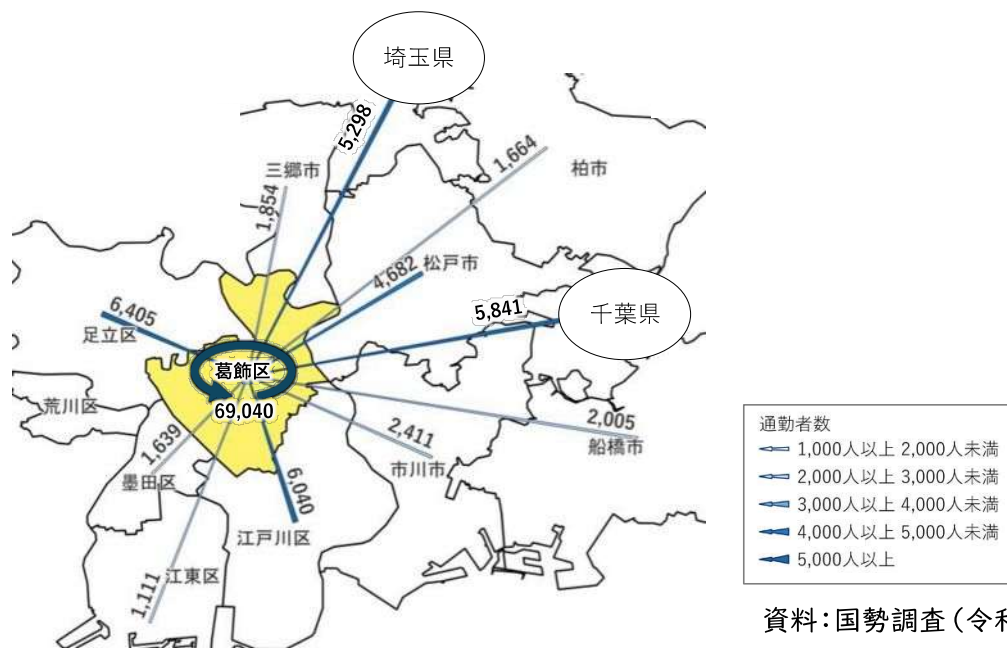 埼玉県
5,298
1,664
三郷市
柏市
1,854
4,682
松戸市
5,841
千葉県
6,405
足立区
葛飾区
69,040
荒川区
1,639
墨田区
2,411
市川市
2,005
船橋市
6,040
江戸川区
江東区
1,111
通勤者数
1,000人以上 2,000人未満
2,000人以上 3,000人未満
3,000人以上 4,000人未満
4,000人以上 5,000人未満
5,000人以上
資料:国勢調査(令和